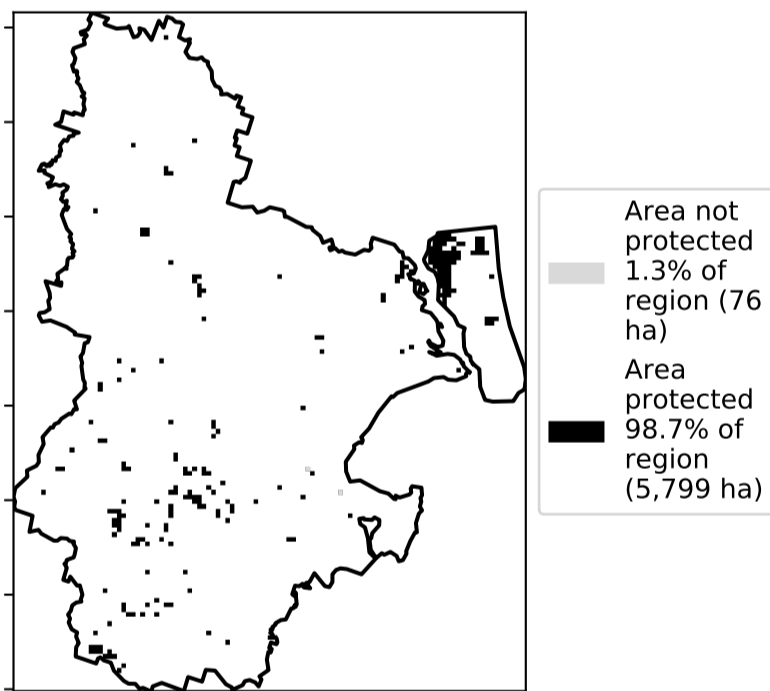 Area not
protected
1.3% of
region (76
ha)
Area
protected
98.7% of
region
(5,799 ha)